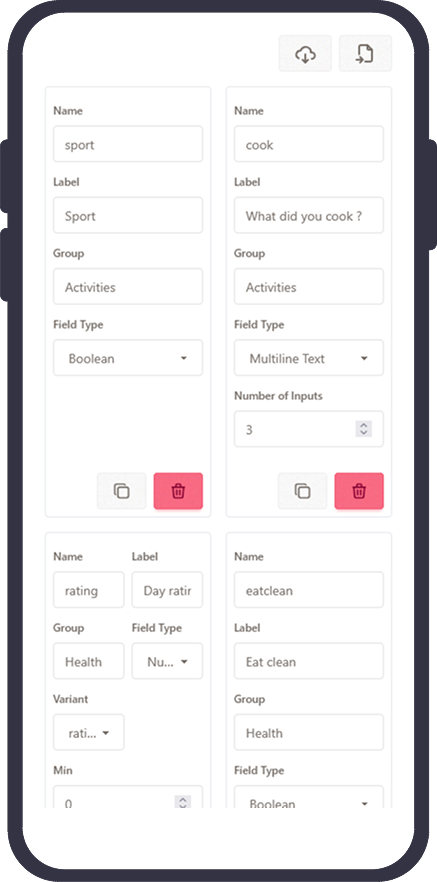 Name
sport
Label
Sport
Group
Activities
Field Type
Boolean
Name
cook
Label
What did you cook ?
Group
Activities
Field Type
Multiline Text
Number of Inputs
3
Name
Label
rating
Day ratir
Group
Field Type
Health
Nu...
Variant
rati...
Min
0
Name
eatclean
Label
Eat clean
Group
Health
Field Type
Boolean